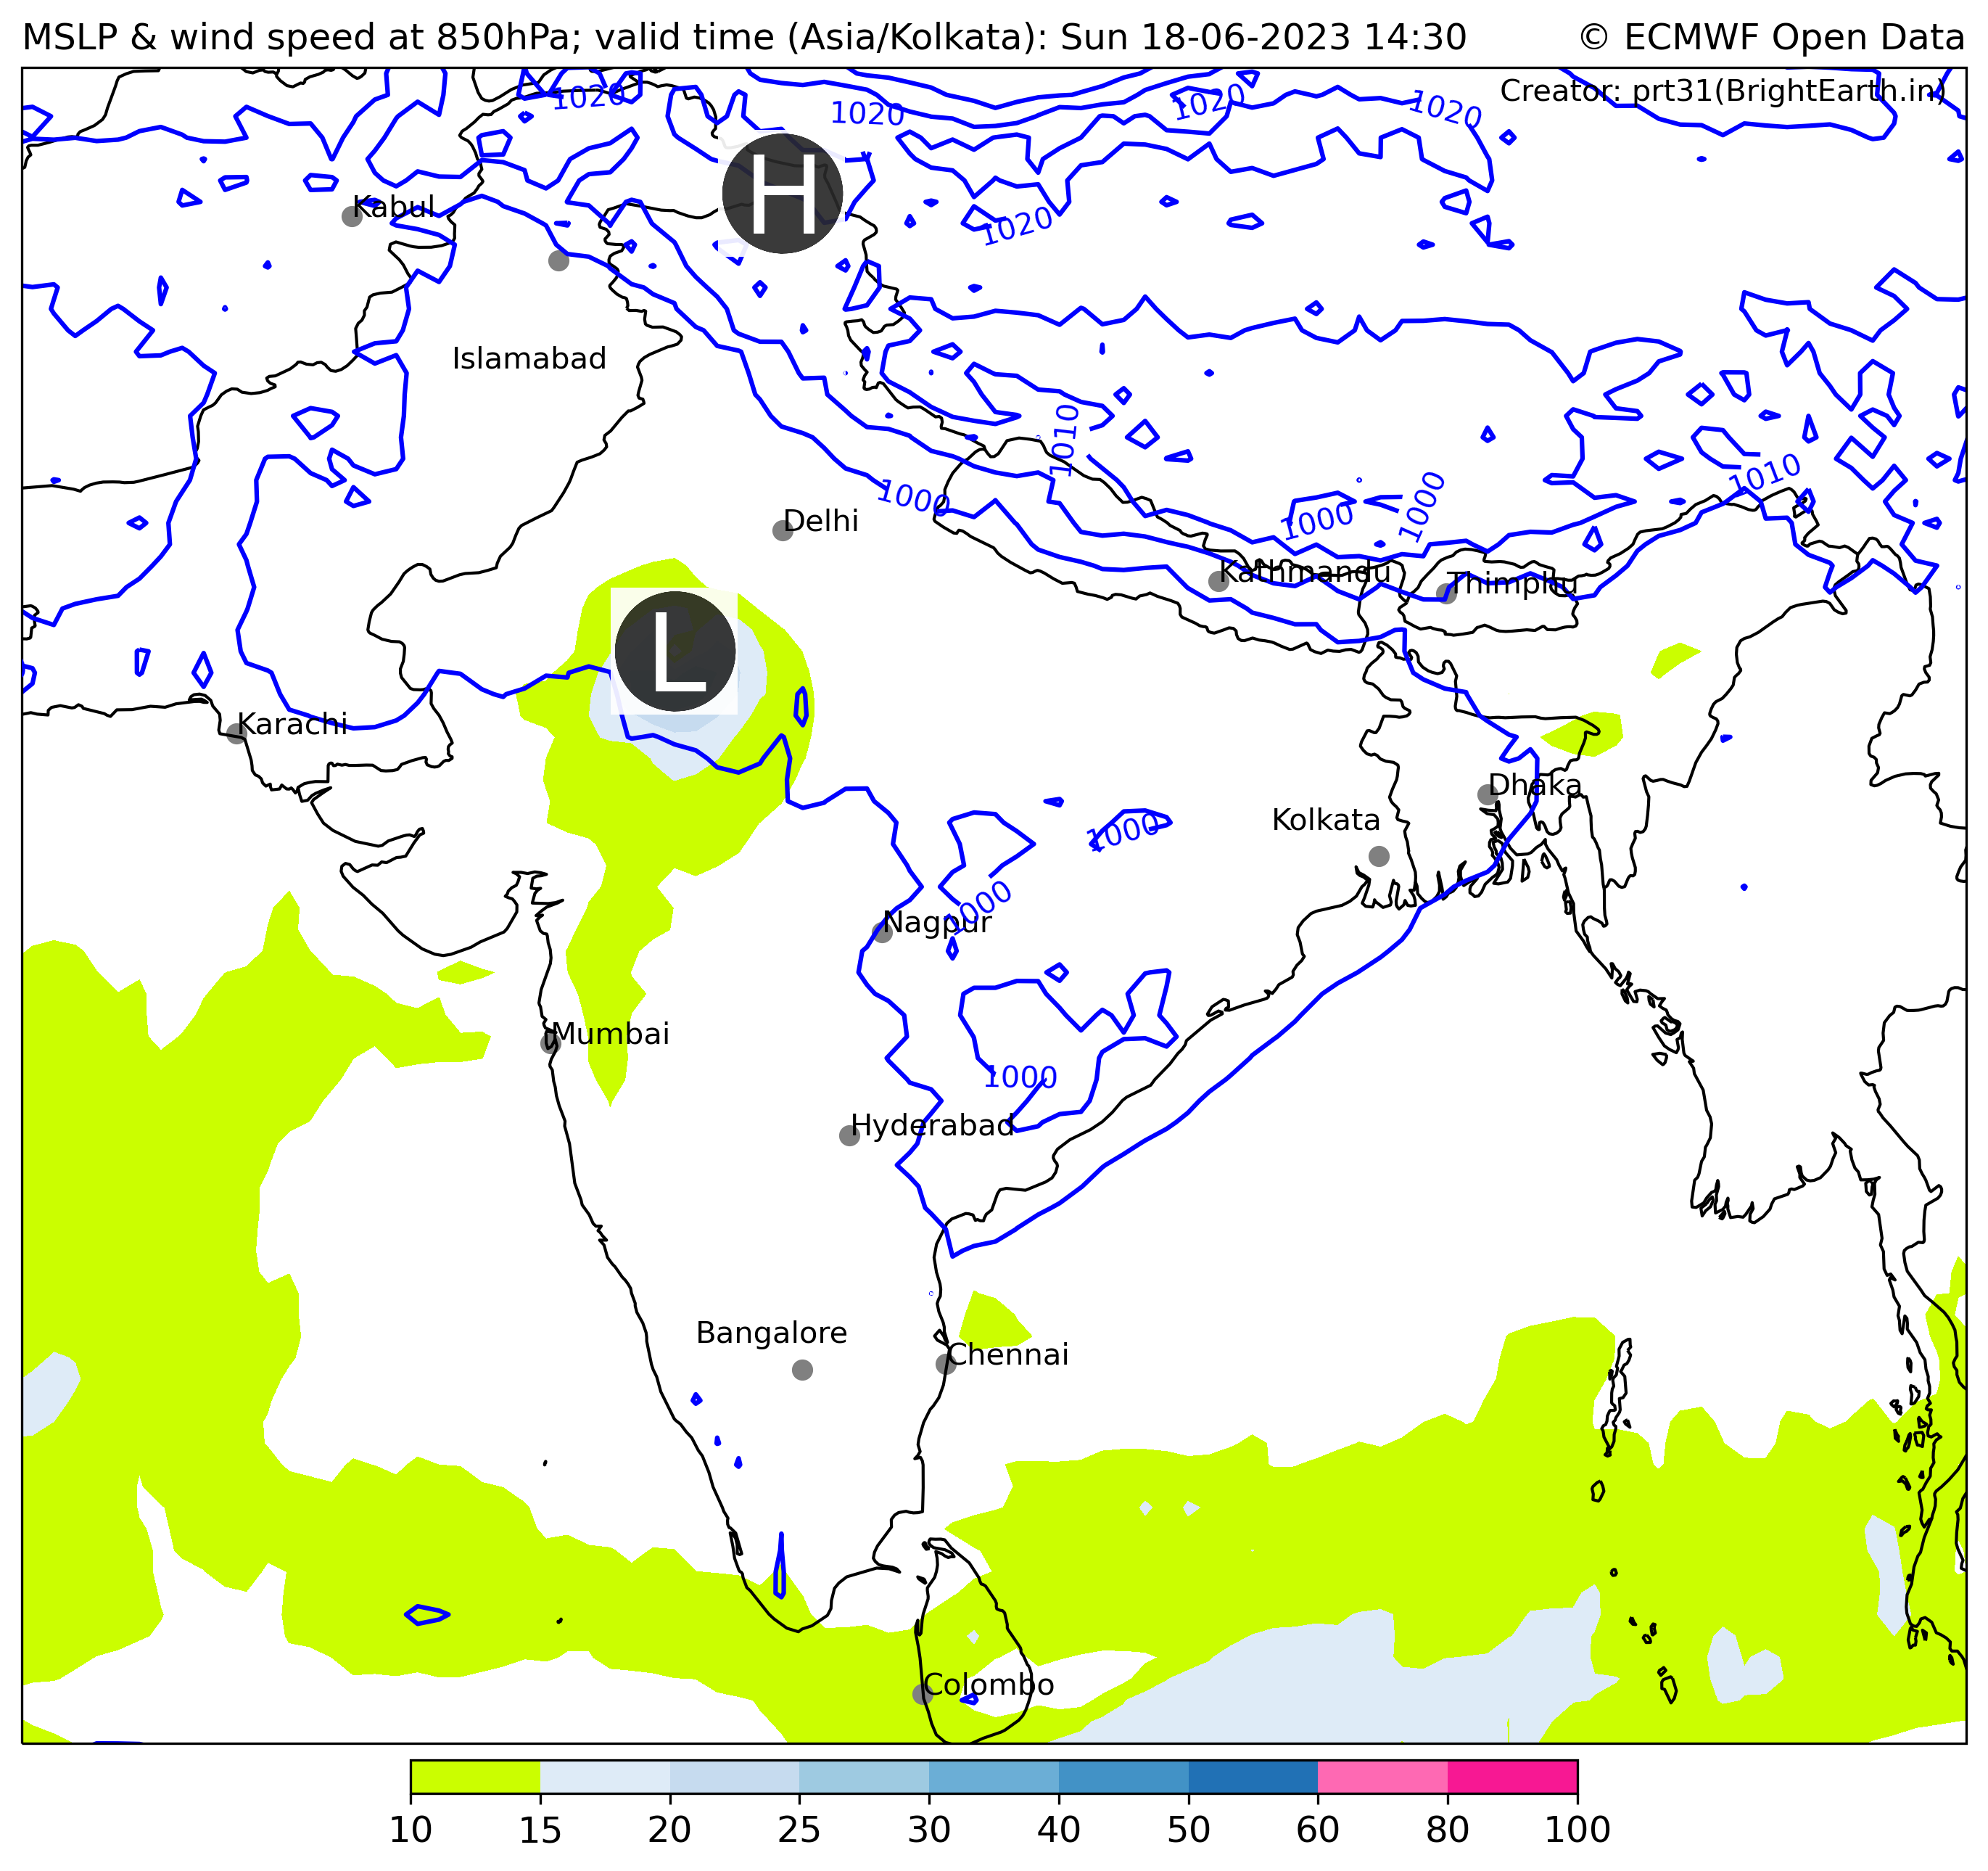 MSLP & wind speed at 850hPa; valid time (Asia/Kolkata): Sun 18-06-2023 14:30
© ECMWF Open Data
Creator: prt31(BrightEarth.in)
1020
1020
1020
1020
H
Kabul
1020
Islamabad
1010
1010
1000
1000
1000
Delhi
Kathmandu
Thimphu
L
Karachi
Dhaka
Kolkata
1000
1000
Nagpur
Mumbai
1000
Hyderabad
Bangalore
Chennai
Colombo
10 15 20 25 30 40 50 60 80 100